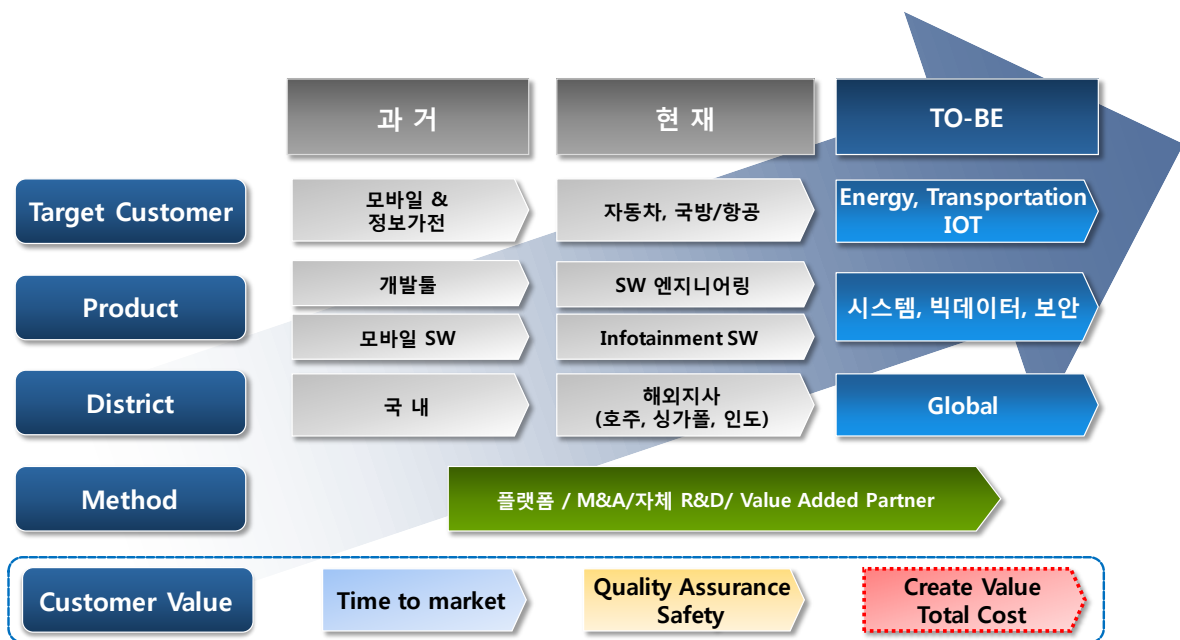 과 거
현 재
TO-BE
Target Customer
모바일 &
정보가전
자동차, 국방/항공
Energy, Transportation
IOT
Product
개발툴
SW 엔지니어링
시스템, 빅데이터, 보안
모바일 SW
Infotainment SW
District
국 내
해외지사
(호주, 싱가폴, 인도)
Global
Method
플랫폼 / M&A/자체 R&D/ Value Added Partner
Customer Value
Time to market
Quality Assurance
Safety
Create Value
Total Cost